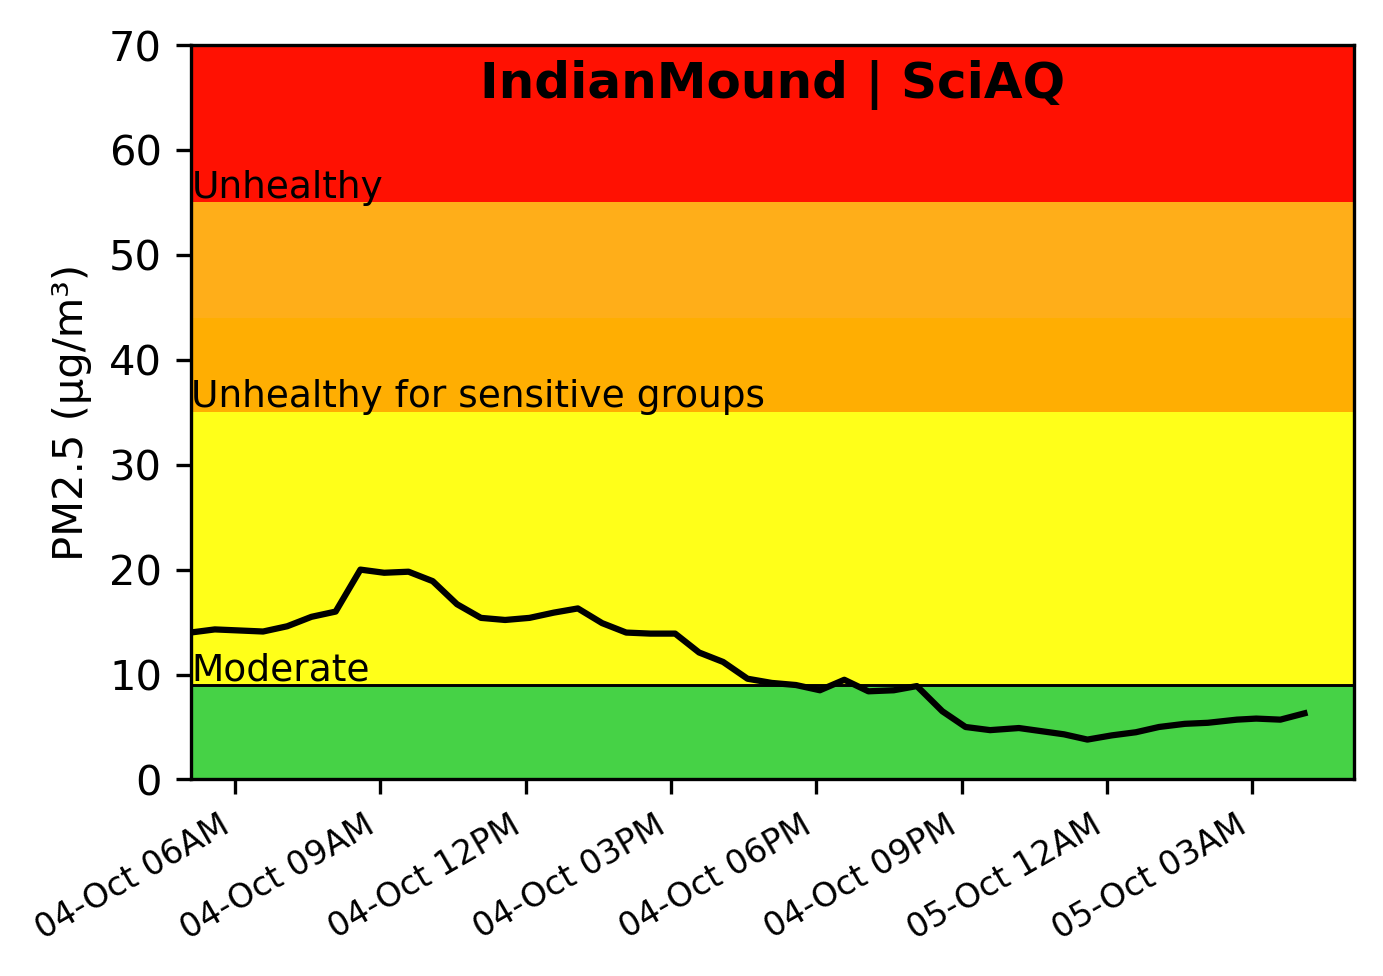 IndianMound | SciAQ
PM2.5 (µg/m³)
70
60
Unhealthy
50
40
Unhealthy for sensitive groups
30
20
10
Moderate
0
04-Oct 06AM
04-Oct 09AM
04-Oct 12PM
04-Oct 03PM
04-Oct 06PM
04-Oct 09PM
05-Oct 12AM
05-Oct 03AM